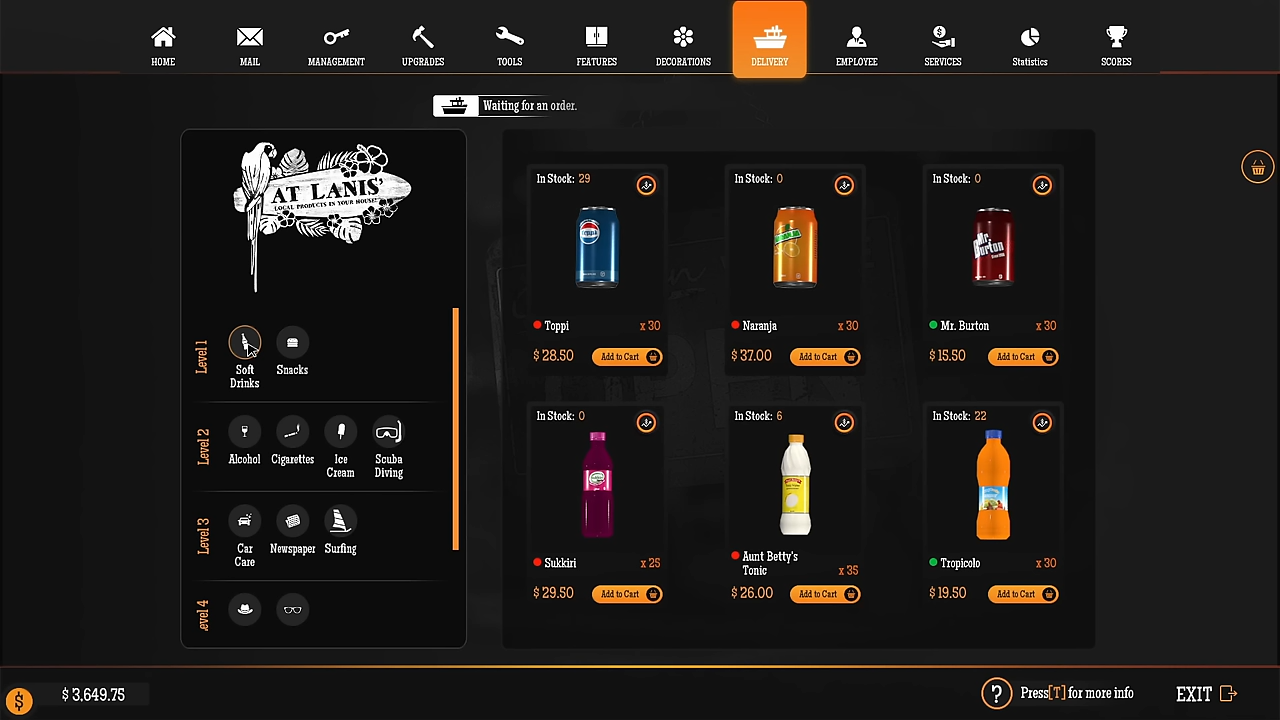 HOME
MAIL
MANAGEMENT
UPGRADES
TOOLS
FEATURES
DECORATIONS
DELIVERY
EMPLOYEE
SERVICES
Statistics
SCORES
Waiting for an order.
AT LANIS'
LOCAL PRODUCTS IN YOUR HOUSE!
Level 1
Soft
Drinks
Snacks
Level 2
Alcohol
Cigarettes
Ice
Cream
Scuba
Diving
Level 3
Car
Care
Newspaper
Surfing
Level 4
In Stock: 29
Toppi x 30
$ 28.50 Add to Cart
In Stock: 0
Naranja x 30
$ 37.00 Add to Cart
In Stock: 0
Mr.
Burton
Mr. Burton x 30
$ 15.50 Add to Cart
In Stock: 0
Sukkiri x 25
$ 29.50 Add to Cart
In Stock: 6
Aunt Betty's
Tonic x 35
$ 26.00 Add to Cart
In Stock: 22
Tropicolo x 30
$ 19.50 Add to Cart
$ $ 3,649.75
? Press[T] for more info
EXIT